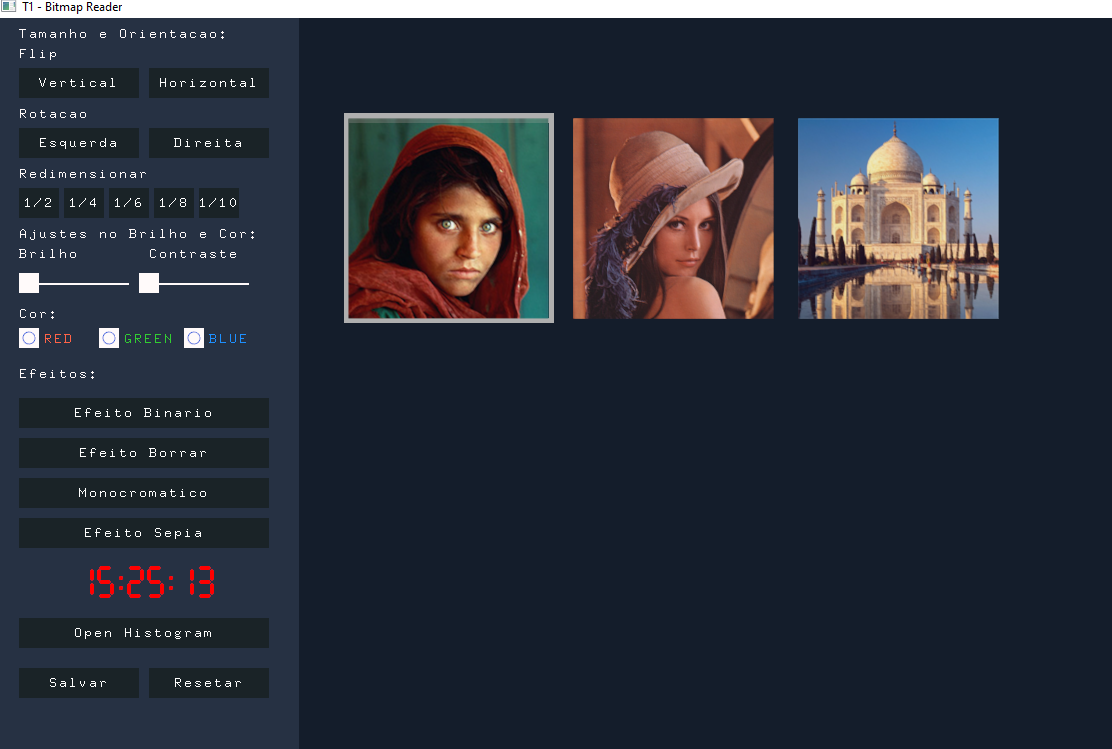 T1 - Bitmap Reader
Tamanho e Orientacao:
Flip
Vertical Horizontal
Rotacao
Esquerda Direita
Redimensionar
1/2 1/4 1/6 1/8 1/10
Ajustes no Brilho e Cor:
Brilho Contraste
Cor:
RED GREEN BLUE
Efeitos:
Efeito Binario
Efeito Borrar
Monocromatico
Efeito Sepia
15:25:13
Open Histogram
Salvar Resetar